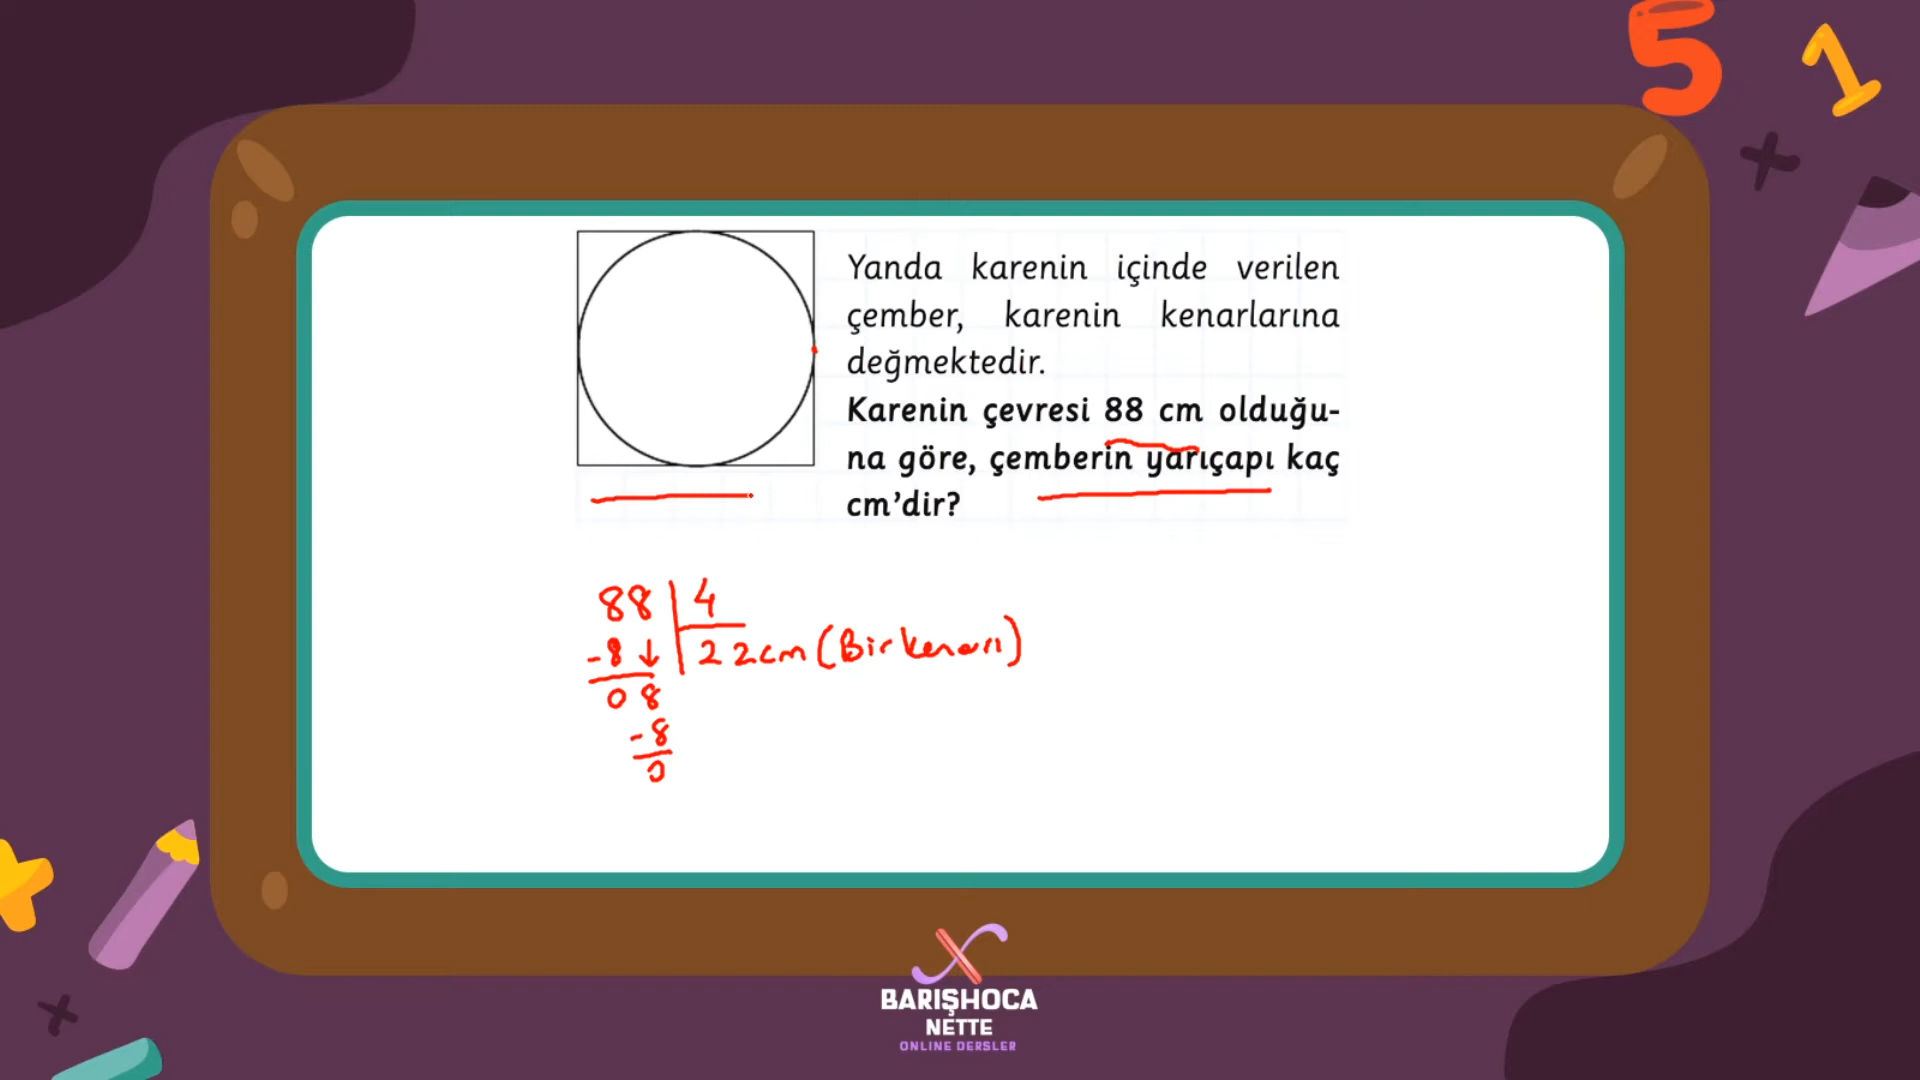 5 1
Yanda karenin içinde verilen
çember, karenin kenarlarına
değmektedir.
Karenin çevresi 88 cm olduğu-
na göre, çemberin yarıçapı kaç
cm'dir?
88 4
-8 22cm (Bir kenarı)
08
-8
0
BARIŞHOCA
NETTE
ONLINE DERSLER